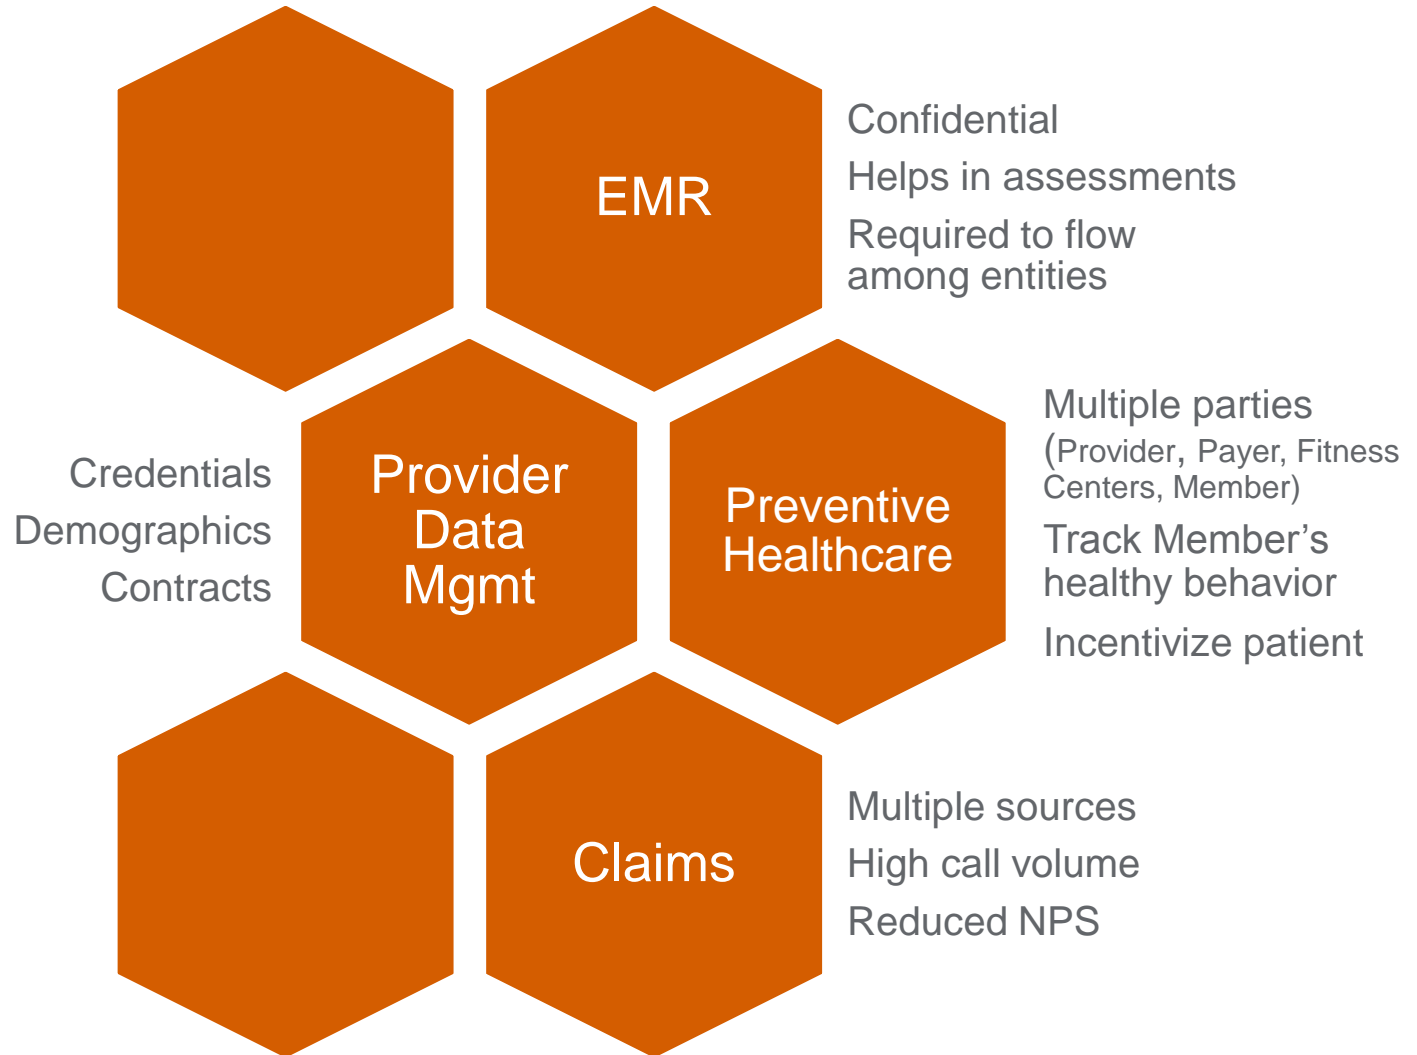 EMR
Confidential
Helps in assessments
Required to flow
among entities
Credentials
Demographics
Contracts
Provider
Data
Mgmt
Preventive
Healthcare
Multiple parties
(Provider, Payer, Fitness
Centers, Member)
Track Member’s
healthy behavior
Incentivize patient
Claims
Multiple sources
High call volume
Reduced NPS